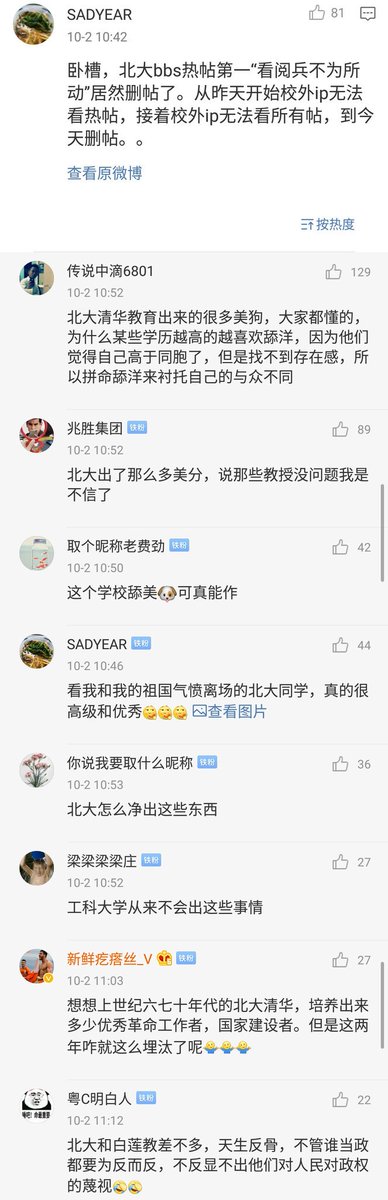 SADYEAR
81
10-2 10:42
卧槽，北大bbs热帖第一“看阅兵不为所
动”居然删帖了。从昨天开始校外ip无法
看热帖，接着校外ip无法看所有帖，到今
天删帖。。
查看原微博
按热度
传说中滴6801
129
10-2 10:52
北大清华教育出来的很多美狗，大家都懂的，
为什么某些学历越高的越喜欢舔洋，因为他们
觉得自己高于同胞了，但是找不到存在感，所
以拼命舔洋来衬托自己的与众不同
兆胜集团 铁粉
89
10-2 10:52
北大出了那么多美分，说那些教授没问题我是
不信了
取个昵称老费劲 铁粉
42
10-2 10:50
这个学校舔美🐶可真能作
SADYEAR 铁粉
44
10-2 10:46
看我和我的祖国气愤离场的北大同学，真的很
高级和优秀 查看图片
你说我要取什么昵称 铁粉
36
10-2 10:53
北大怎么净出这些东西
梁梁梁梁庄 铁粉
27
10-2 10:52
工科大学从来不会出这些事情
新鲜疙瘩丝_V 铁粉
27
10-2 11:03
想想上世纪六七十年代的北大清华，培养出来
多少优秀革命工作者，国家建设者。但是这两
年咋就这么埋汰了呢
粤C明白人 铁粉
22
10-2 11:12
北大和白莲教差不多，天生反骨，不管谁当政
都要为反而反，不反显不出他们对人民对政权
的蔑视